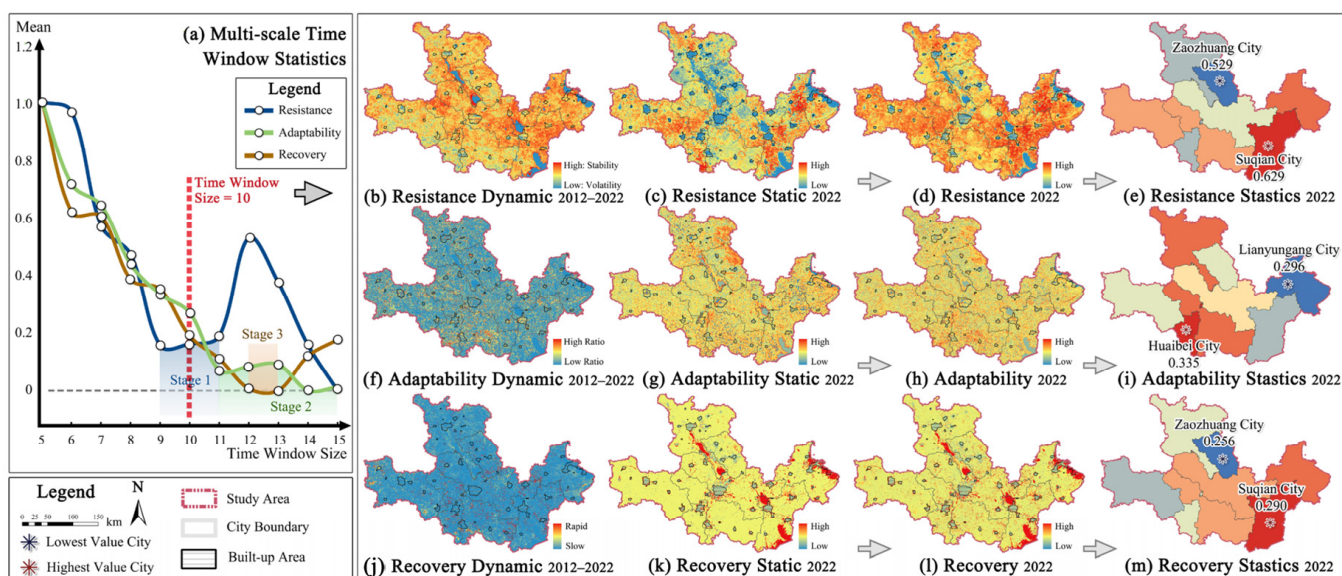 Mean
(a) Multi-scale Time
Window Statistics
1.2
1.0
0.8
0.6
0.4
0.2
0
Legend
Resistance
Adaptability
Recovery
Time Window
Size = 10
Stage 1
Stage 3
Stage 2
5 6 7 8 9 10 11 12 13 14 15
Time Window Size
Legend
N
0 25 50 100 150
km
Lowest Value City
Highest Value City
Study Area
City Boundary
Built-up Area
High: Stability
Low: Volatility
(b) Resistance Dynamic 2012–2022
High
Low
(c) Resistance Static 2022
High
Low
(d) Resistance 2022
Zaozhuang City
0.529
Suqian City
0.629
(e) Resistance Stastics 2022
High Ratio
Low Ratio
(f) Adaptability Dynamic 2012–2022
High
Low
(g) Adaptability Static 2022
High
Low
(h) Adaptability 2022
Lianyungang City
0.296
Huaibei City
0.335
(i) Adaptability Stastics 2022
Rapid
Slow
(j) Recovery Dynamic 2012–2022
High
Low
(k) Recovery Static 2022
High
Low
(l) Recovery 2022
Zaozhuang City
0.256
Suqian City
0.290
(m) Recovery Stastics 2022